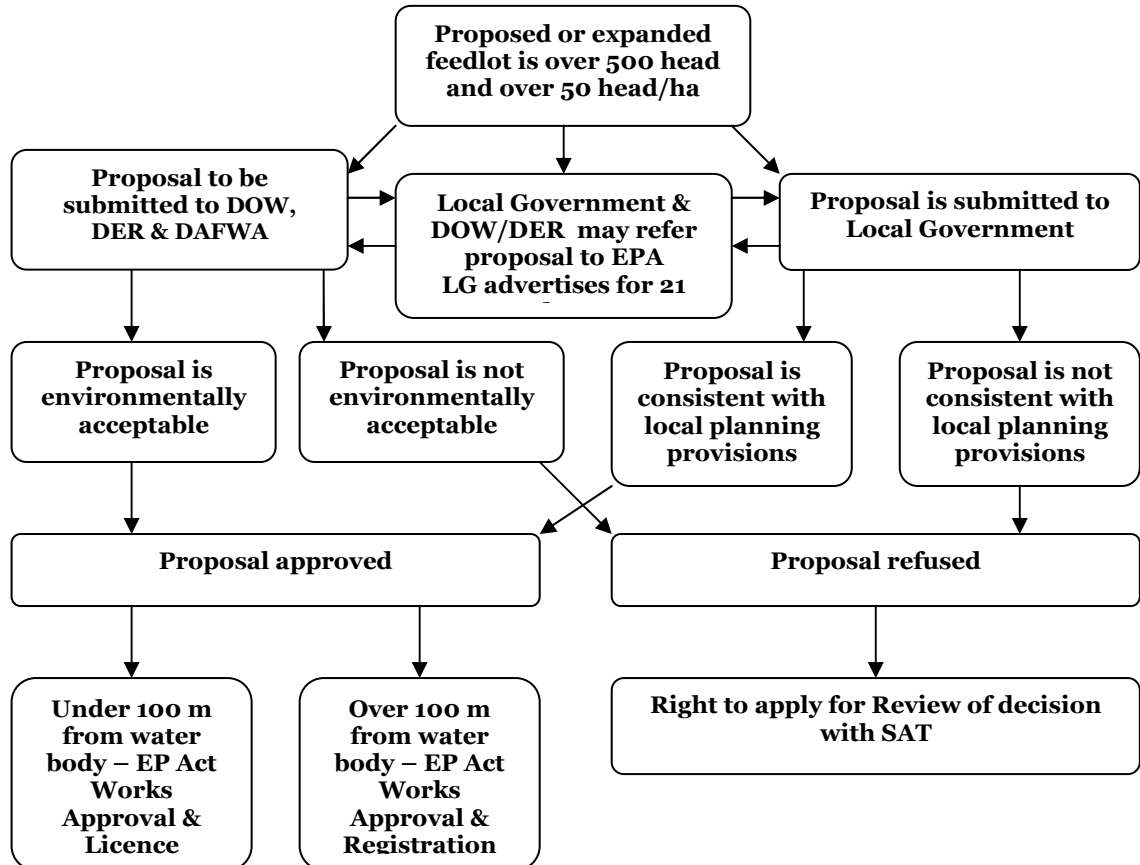 Proposed or expanded
feedlot is over 500 head
and over 50 head/ha
Proposal to be
submitted to DOW,
DER & DAFWA
Local Government &
DOW/DER may refer
proposal to EPA
LG advertises for 21
Proposal is submitted to
Local Government
Proposal is
environmentally
acceptable
Proposal is not
environmentally
acceptable
Proposal is
consistent with
local planning
provisions
Proposal is not
consistent with
local planning
provisions
Proposal approved
Proposal refused
Under 100 m
from water
body – EP Act
Works
Approval &
Licence
Over 100 m
from water
body – EP Act
Works
Approval &
Registration
Right to apply for Review of decision
with SAT